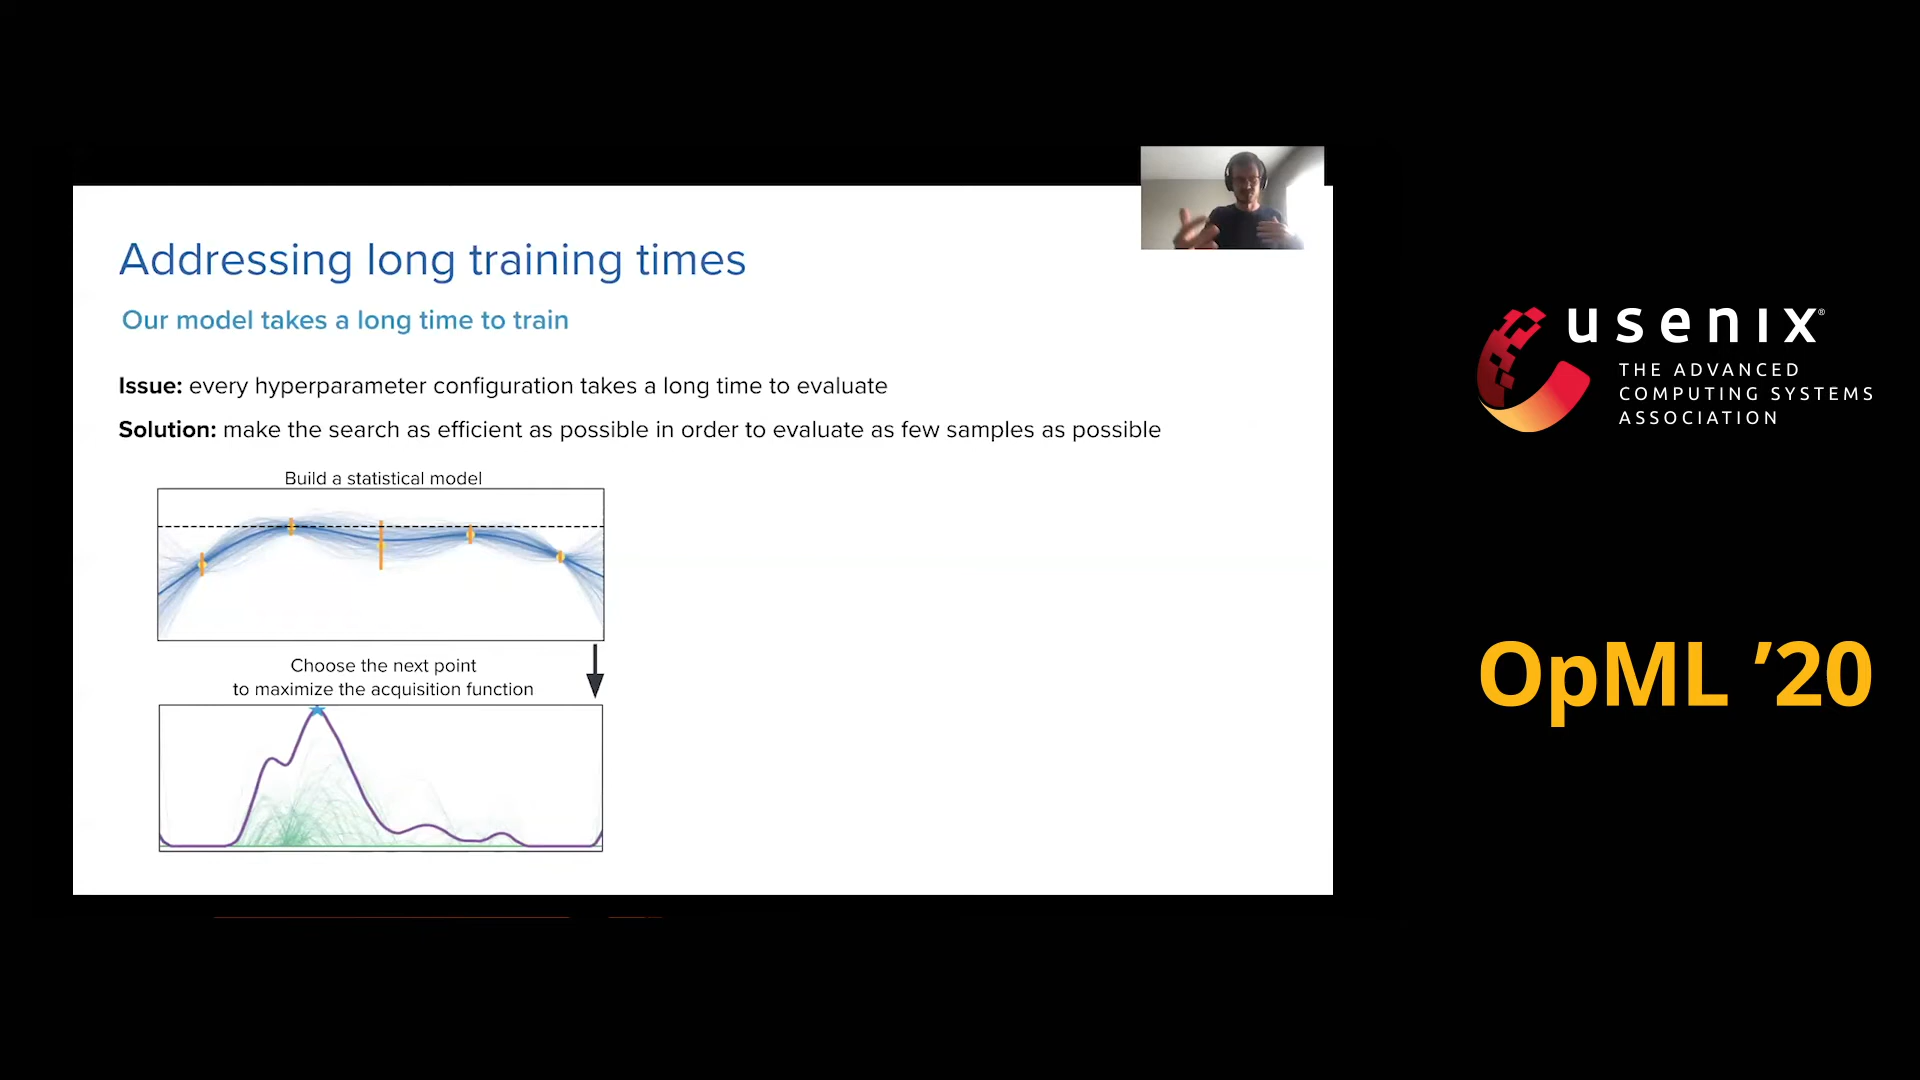 Addressing long training times
Our model takes a long time to train
Issue: every hyperparameter configuration takes a long time to evaluate
Solution: make the search as efficient as possible in order to evaluate as few samples as possible
Build a statistical model
Choose the next point
to maximize the acquisition function
usenix®
THE ADVANCED
COMPUTING SYSTEMS
ASSOCIATION
OpML ’20